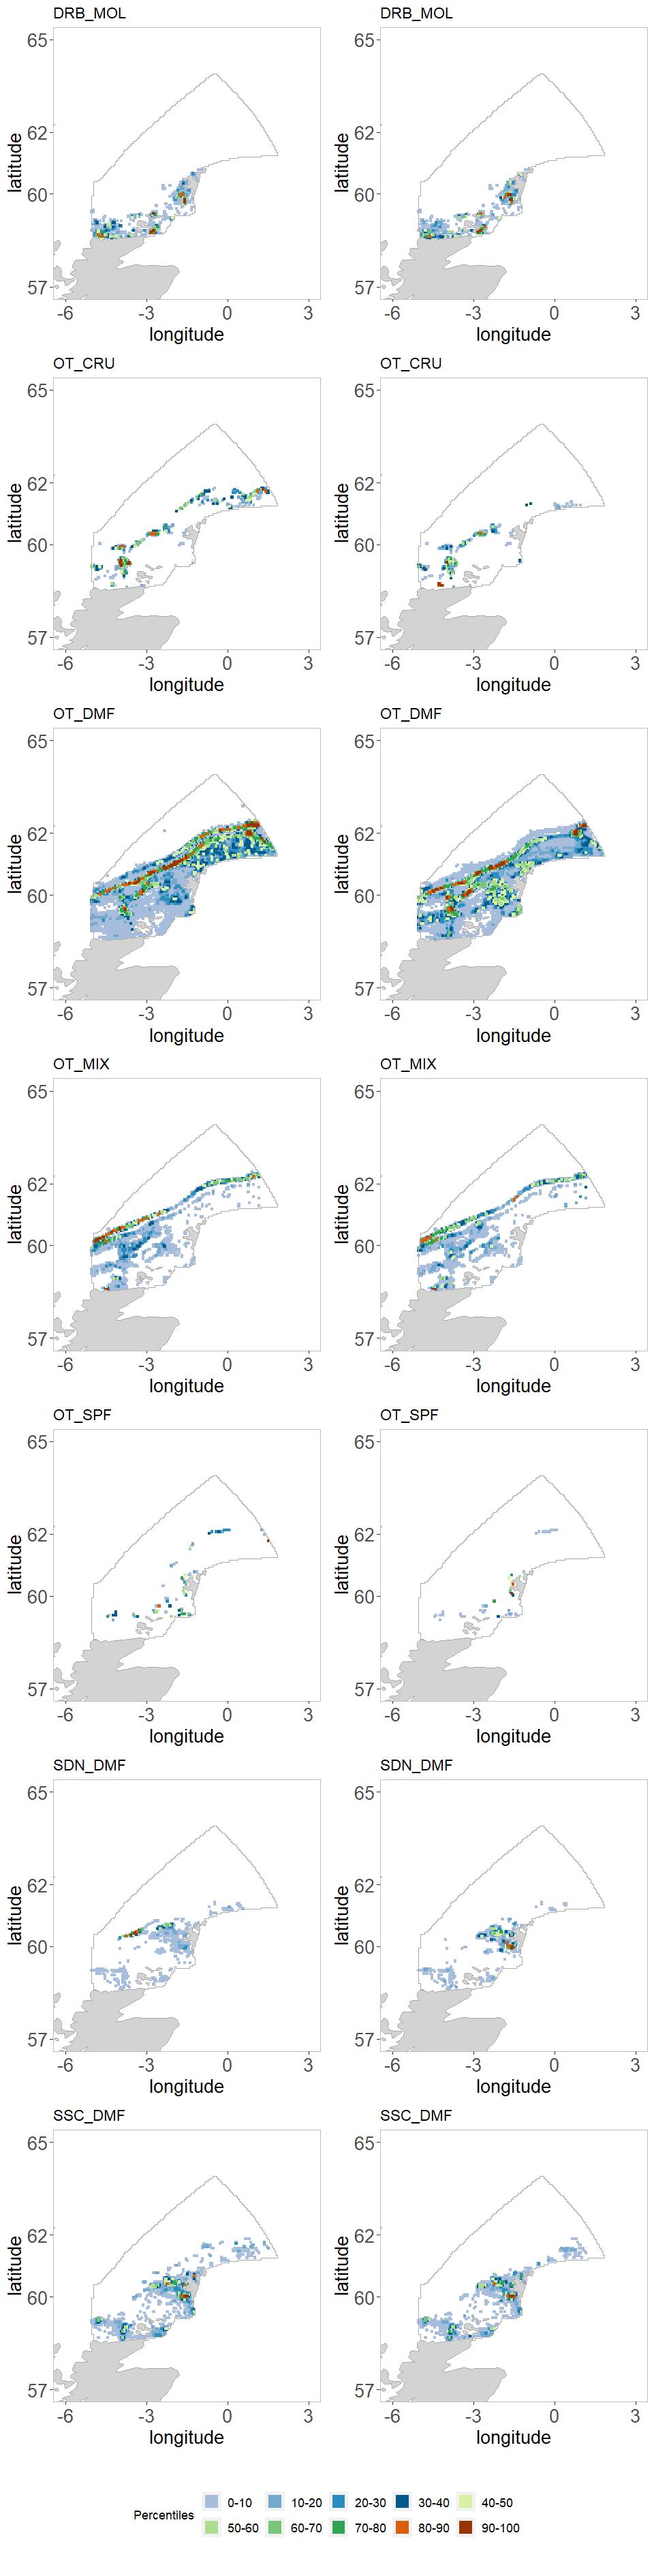 DRB_MOL DRB_MOL
65 65
62 62
60 60
57 57
latitude latitude
-6 -3 0 3 -6 -3 0 3
longitude longitude
OT_CRU OT_CRU
65 65
62 62
60 60
57 57
latitude latitude
-6 -3 0 3 -6 -3 0 3
longitude longitude
OT_DMF OT_DMF
65 65
62 62
60 60
57 57
latitude latitude
-6 -3 0 3 -6 -3 0 3
longitude longitude
OT_MIX OT_MIX
65 65
62 62
60 60
57 57
latitude latitude
-6 -3 0 3 -6 -3 0 3
longitude longitude
OT_SPF OT_SPF
65 65
62 62
60 60
57 57
latitude latitude
-6 -3 0 3 -6 -3 0 3
longitude longitude
SDN_DMF SDN_DMF
65 65
62 62
60 60
57 57
latitude latitude
-6 -3 0 3 -6 -3 0 3
longitude longitude
SSC_DMF SSC_DMF
65 65
62 62
60 60
57 57
latitude latitude
-6 -3 0 3 -6 -3 0 3
longitude longitude
Percentiles
0-10 10-20 20-30 30-40 40-50
50-60 60-70 70-80 80-90 90-100